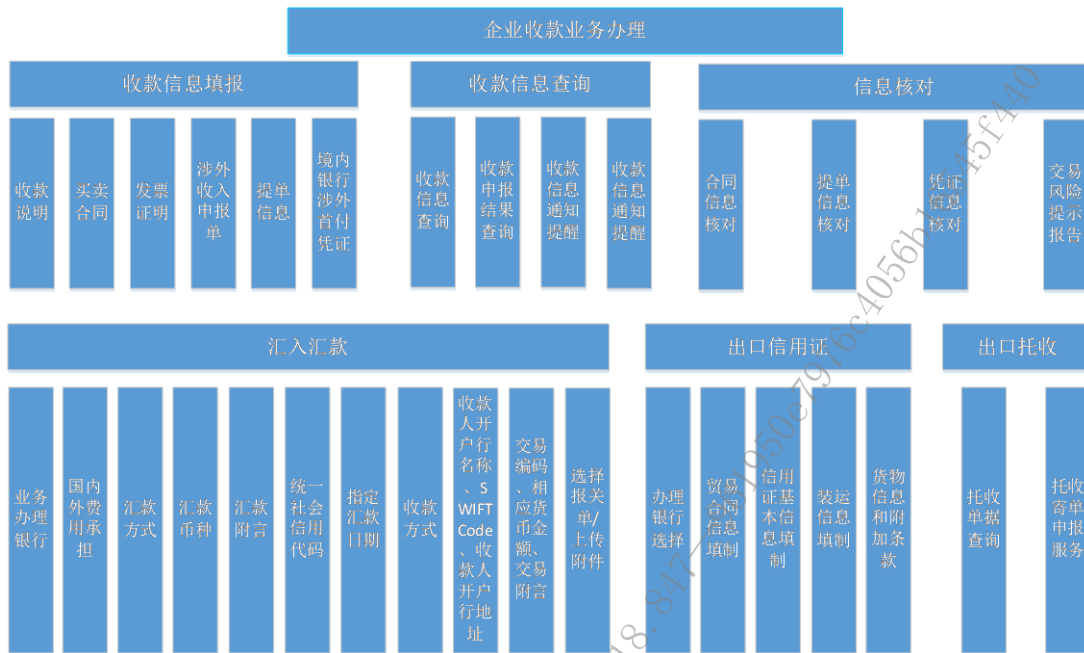 企业收款业务办理
收款信息填报
收款信息查询
信息核对
收款
说明
买卖
合同
发票
证明
涉外
收入
申报
单
提单
信息
境内
银行
涉外
首付
凭证
收款
信息
查询
收款
申报
结果
查询
收款
信息
通知
提醒
收款
信息
通知
提醒
合同
信息
核对
提单
信息
核对
凭证
信息
核对
交易
风险
提示
报告
汇入汇款
出口信用证
出口托收
业务
办理
银行
国内
外费
用承
担
汇款
方式
汇款
币种
汇款
附言
统一
社会
信用
代码
指定
汇款
日期
收款
方式
收款
人开
户行
名称
、S
WIFT
Code
、收
款人
开户
行地
址
交易
编码
、相
应货
币金
额、
交易
附言
选择
报关
单/
上传
附件
办理
银行
选择
贸易
合同
信息
填制
信用
证基
本信
息填
制
装运
信息
填制
货物
信息
和附
加条
款
托收
单据
查询
托收
寄单
申报
服务